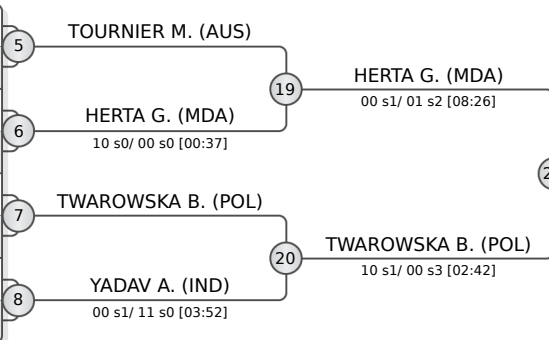 TOURNIER M. (AUS)
5
19
HERTA G. (MDA)
00 s1/ 01 s2 [08:26]
HERTA G. (MDA)
6
10 s0/ 00 s0 [00:37]
TWAROWSKA B. (POL)
7
20
TWAROWSKA B. (POL)
10 s1/ 00 s3 [02:42]
YADAV A. (IND)
8
00 s1/ 11 s0 [03:52]